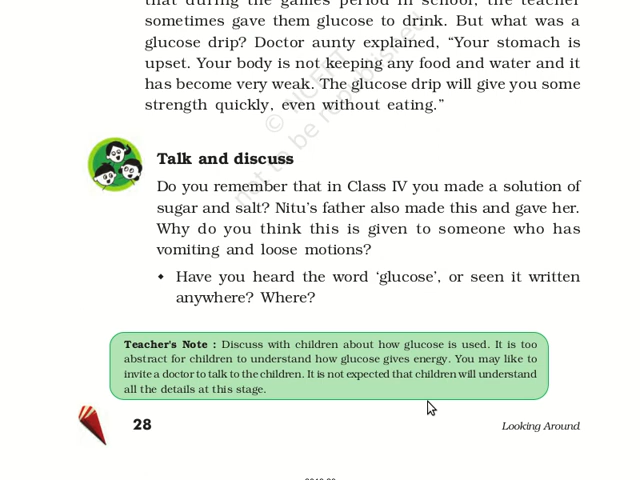 that during the games period in school, the teacher
sometimes gave them glucose to drink. But what was a
glucose drip? Doctor aunty explained, “Your stomach is
upset. Your body is not keeping any food and water and it
has become very weak. The glucose drip will give you some
strength quickly, even without eating.”
© NCERT
not to be republished
Talk and discuss
Do you remember that in Class IV you made a solution of
sugar and salt? Nitu’s father also made this and gave her.
Why do you think this is given to someone who has
vomiting and loose motions?
Have you heard the word ‘glucose’, or seen it written
anywhere? Where?
Teacher's Note : Discuss with children about how glucose is used. It is too
abstract for children to understand how glucose gives energy. You may like to
invite a doctor to talk to the children. It is not expected that children will understand
all the details at this stage.
28
Looking Around